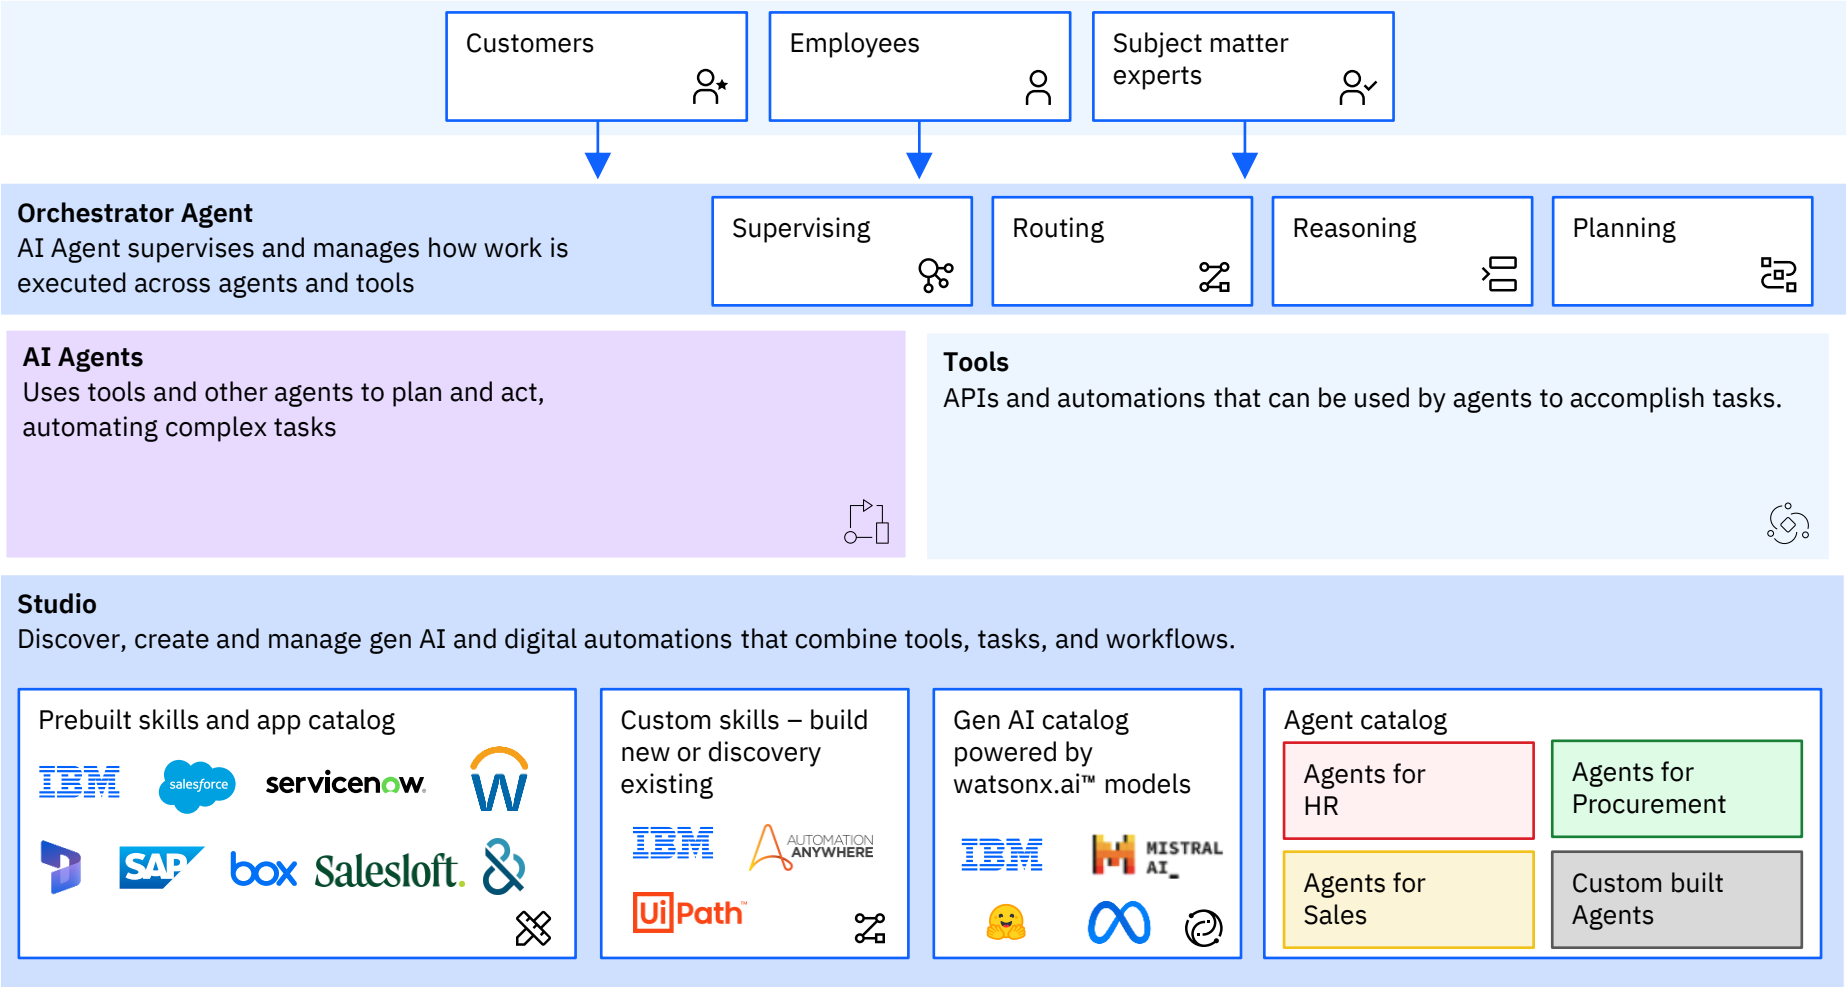 Customers
Employees
Subject matter
experts
Orchestrator Agent
AI Agent supervises and manages how work is
executed across agents and tools
Supervising
Routing
Reasoning
Planning
AI Agents
Uses tools and other agents to plan and act,
automating complex tasks
Tools
APIs and automations that can be used by agents to accomplish tasks.
Studio
Discover, create and manage gen AI and digital automations that combine tools, tasks, and workflows.
Prebuilt skills and app catalog
IBM
salesforce
servicenow.
W
SAP
box
Salesloft.
&
Custom skills – build
new or discovery
existing
IBM
AUTOMATION
ANYWHERE
UiPath™
Gen AI catalog
powered by
watsonx.ai™ models
IBM
MISTRAL
AI_
Agent catalog
Agents for
HR
Agents for
Procurement
Agents for
Sales
Custom built
Agents